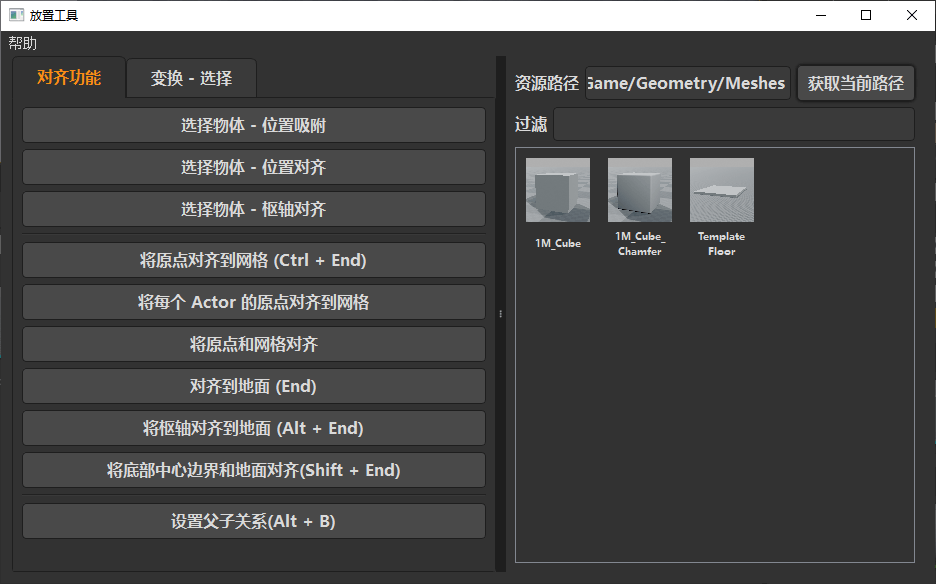 放置工具
帮助
对齐功能
变换 - 选择
选择物体 - 位置吸附
选择物体 - 位置对齐
选择物体 - 枢轴对齐
将原点对齐到网格 (Ctrl + End)
将每个 Actor 的原点对齐到网格
将原点和网格对齐
对齐到地面 (End)
将枢轴对齐到地面 (Alt + End)
将底部中心边界和地面对齐(Shift + End)
设置父子关系(Alt + B)
资源路径
Game/Geometry/Meshes
获取当前路径
过滤
1M_Cube
1M_Cube_
Chamfer
Template
Floor